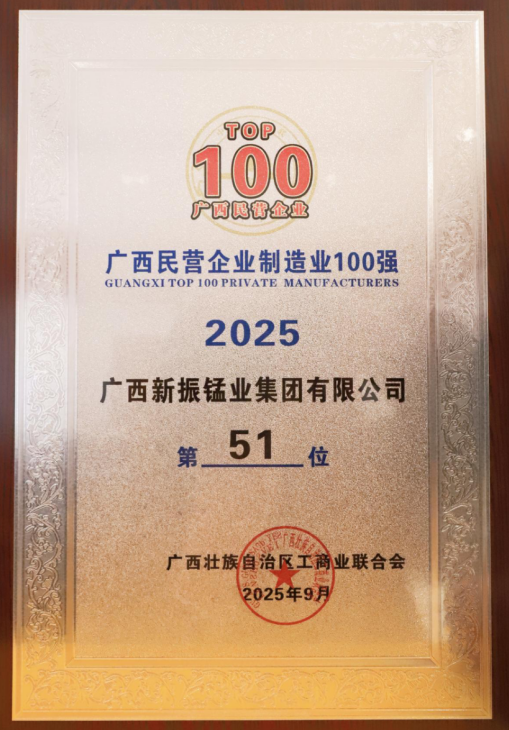 TOP
100
广西民营企业
广西民营企业制造业100强
GUANGXI TOP 100 PRIVATE MANUFACTURERS
2025
广西新振锰业集团有限公司
第 51 位
广西壮族自治区工商业联合会
2025年9月